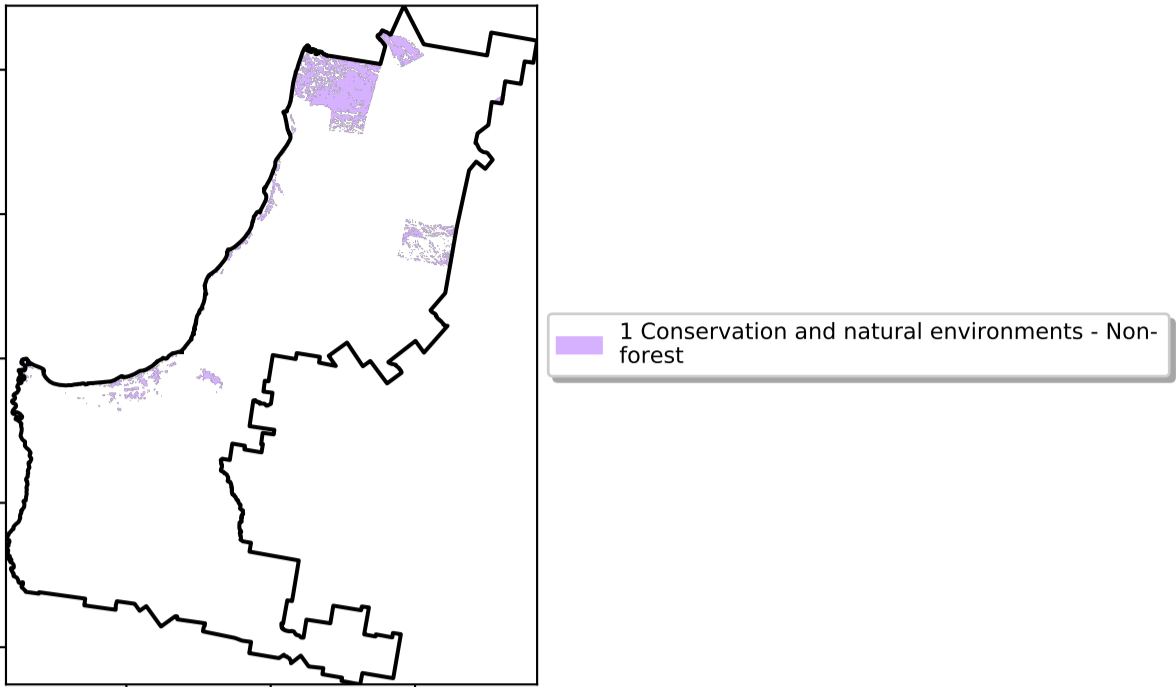 1 Conservation and natural environments - Non-
forest